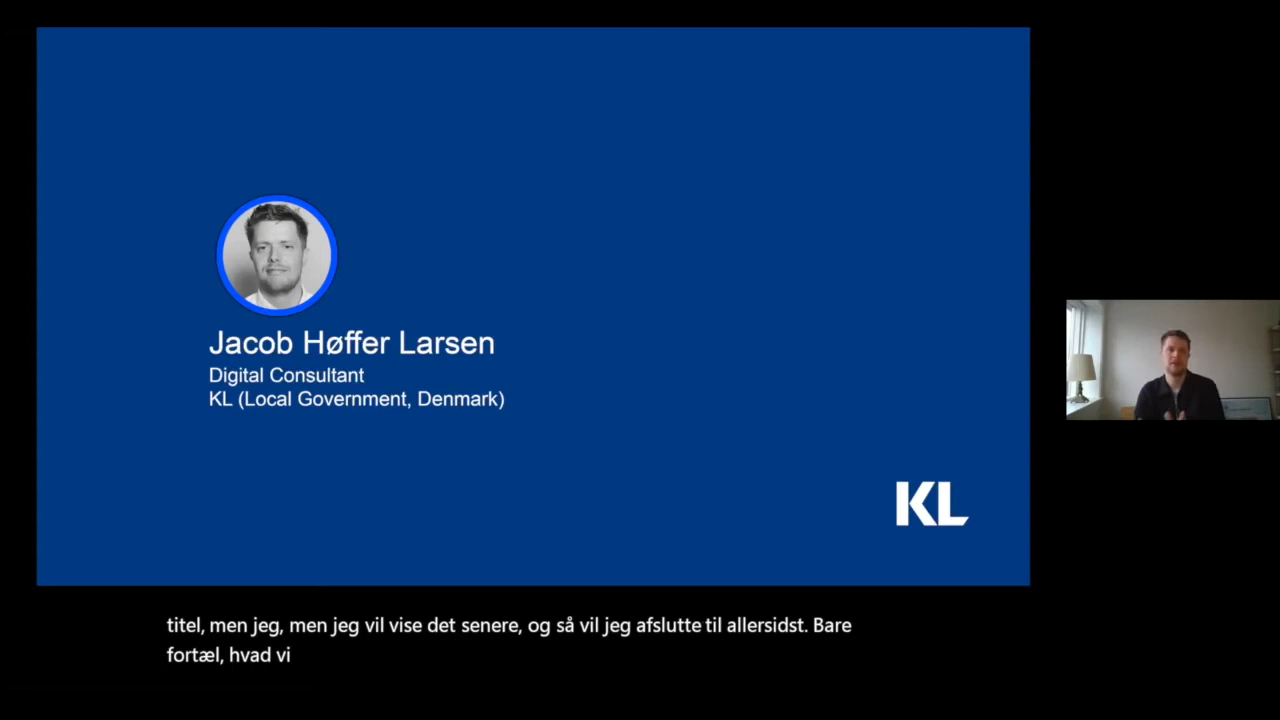 Jacob Høffer Larsen
Digital Consultant
KL (Local Government, Denmark)
KL
titel, men jeg, men jeg vil vise det senere, og så vil jeg afslutte til allersidst. Bare
fortæl, hvad vi